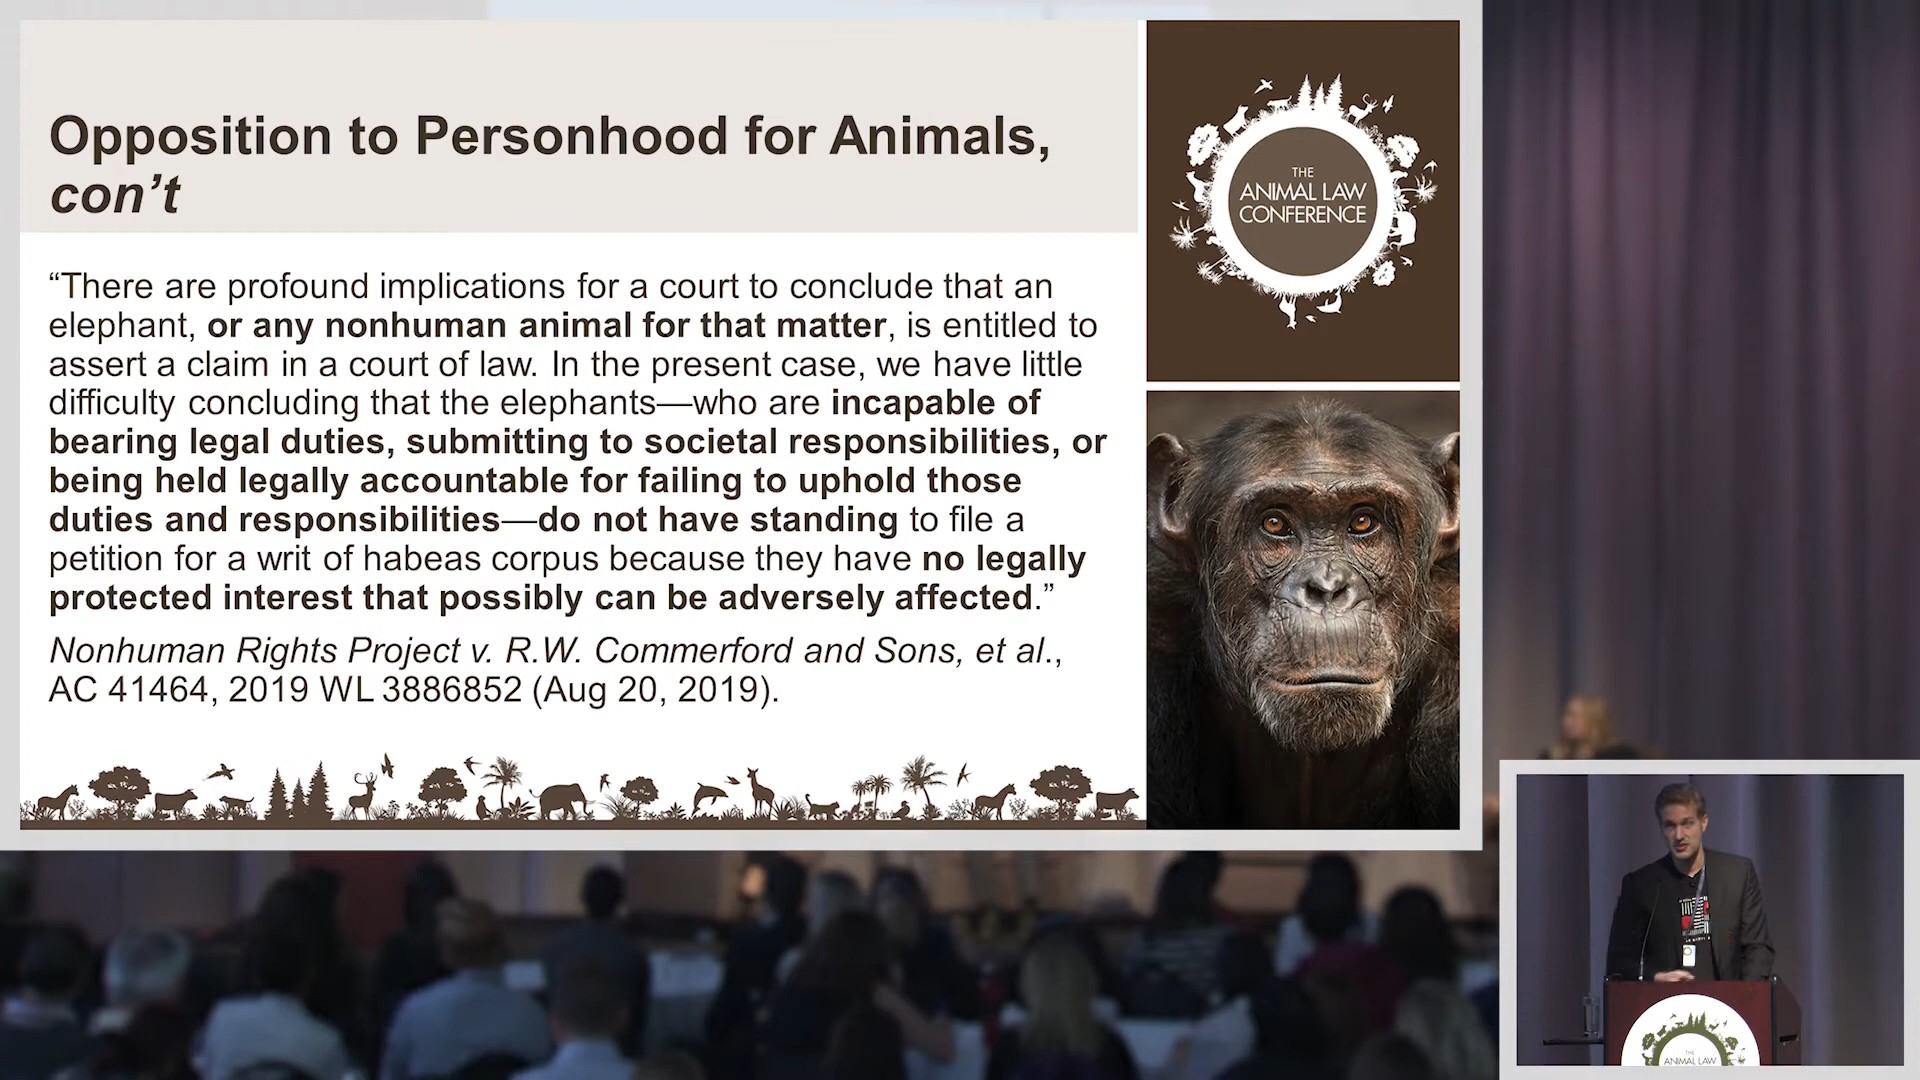 Opposition to Personhood for Animals,
con’t
“There are profound implications for a court to conclude that an
elephant, or any nonhuman animal for that matter, is entitled to
assert a claim in a court of law. In the present case, we have little
difficulty concluding that the elephants—who are incapable of
bearing legal duties, submitting to societal responsibilities, or
being held legally accountable for failing to uphold those
duties and responsibilities—do not have standing to file a
petition for a writ of habeas corpus because they have no legally
protected interest that possibly can be adversely affected.”
Nonhuman Rights Project v. R.W. Commerford and Sons, et al.,
AC 41464, 2019 WL 3886852 (Aug 20, 2019).
THE
ANIMAL LAW
CONFERENCE
THE
ANIMAL LAW